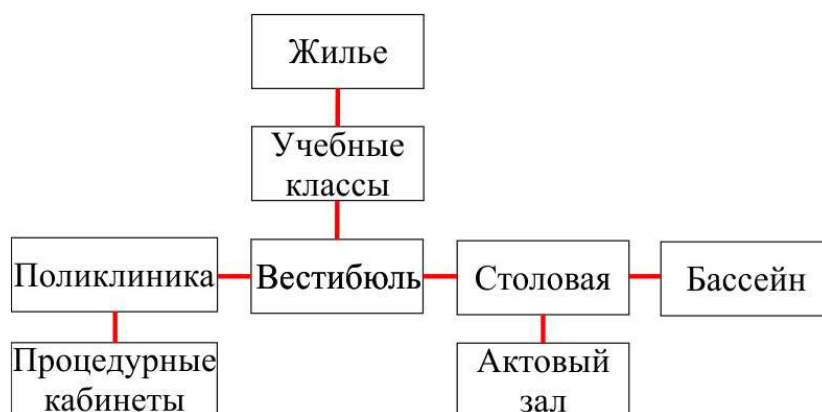 Жилье
Учебные
классы
Поликлиника
Вестибюль
Столовая
Бассейн
Процедурные
кабинеты
Актовый
зал